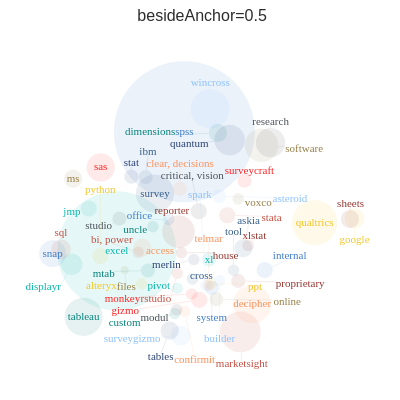 besideAnchor=0.5
wincross
research
dimensions spss
quantum
software
ibm
stat
clear, decisions
sas
surveycraft
critical, vision
ms
python
survey
spark
asteroid
voxco
sheets
jmp
office
reporter
askia
stata
qualtrics
studio
uncle
tool
sql
bi, power
telmar
xlstat
google
snap
excel
access
xl
house
internal
merlin
mtab
cross
displayr
alteryx
files
pivot
ppt
proprietary
monkeyrstudio
decipher
online
gizmo
tableau
custom
modul
system
surveygizmo
builder
tables
confirmit
marketsight